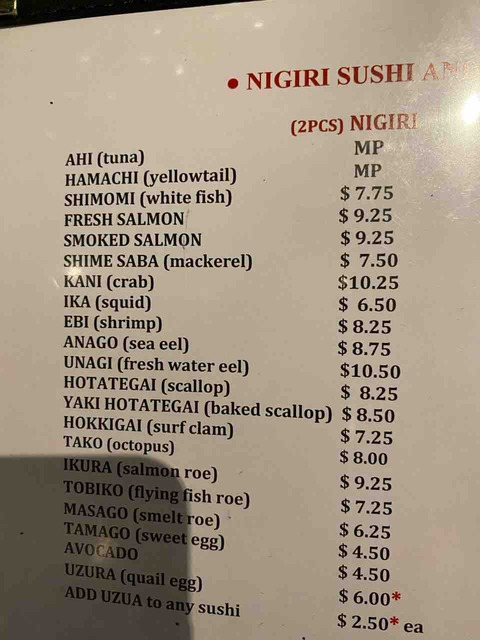 • NIGIRI SUSHI
(2PCS) NIGIRI
AHI (tuna) MP
HAMACHI (yellowtail) MP
SHIMOMI (white fish) $ 7.75
FRESH SALMON $ 9.25
SMOKED SALMON $ 9.25
SHIME SABA (mackerel) $ 7.50
KANI (crab) $10.25
IKA (squid) $ 6.50
EBI (shrimp) $ 8.25
ANAGO (sea eel) $ 8.75
UNAGI (fresh water eel) $10.50
HOTATEGAI (scallop) $ 8.25
YAKI HOTATEGAI (baked scallop) $ 8.50
HOKKIGAI (surf clam) $ 7.25
TAKO (octopus) $ 8.00
IKURA (salmon roe) $ 9.25
TOBIKO (flying fish roe) $ 7.25
MASAGO (smelt roe) $ 6.25
TAMAGO (sweet egg) $ 4.50
AVOCADO $ 4.50
UZURA (quail egg) $ 6.00*
ADD UZUA to any sushi $ 2.50* ea